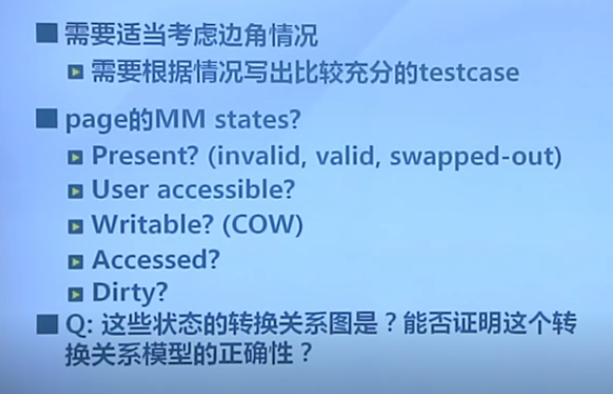 需要适当考虑边角情况
需要根据情况写出比较充分的testcase
page的MM states?
Present? (invalid, valid, swapped-out)
User accessible?
Writable? (COW)
Accessed?
Dirty?
Q: 这些状态的转换关系图是？能否证明这个转
换关系模型的正确性？